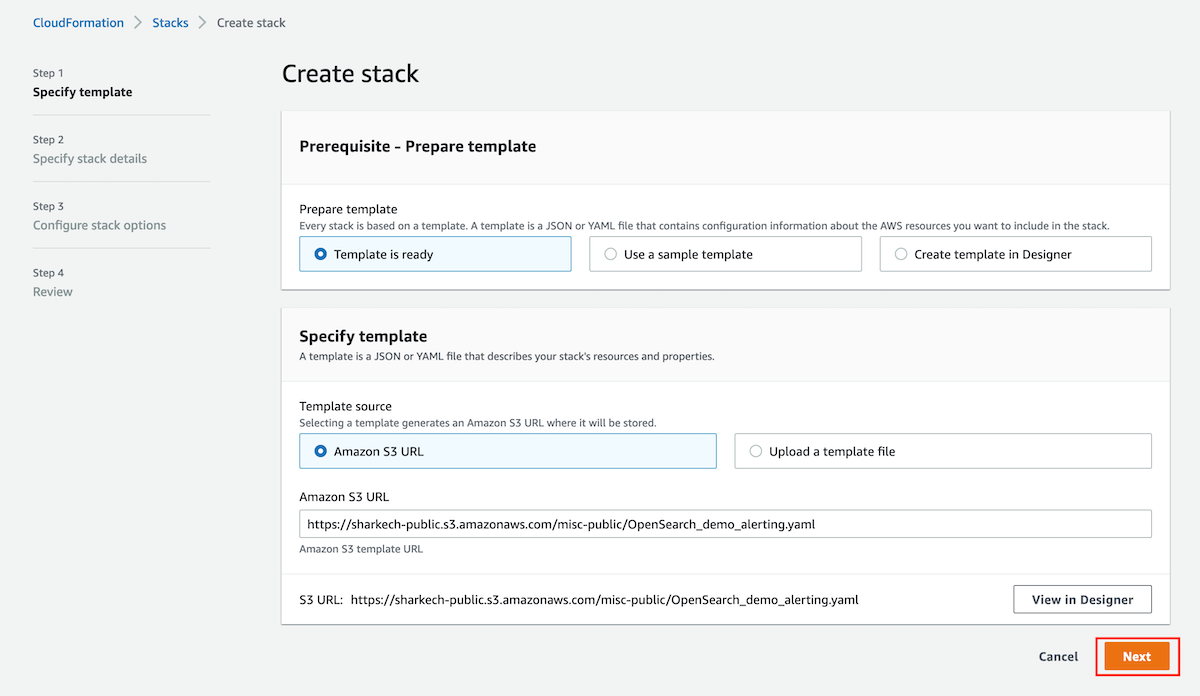 CloudFormation > Stacks > Create stack
Step 1
Specify template
Step 2
Specify stack details
Step 3
Configure stack options
Step 4
Review
Create stack
Prerequisite - Prepare template
Prepare template
Every stack is based on a template. A template is a JSON or YAML file that contains configuration information about the AWS resources you want to include in the stack.
Template is ready
Use a sample template
Create template in Designer
Specify template
A template is a JSON or YAML file that describes your stack's resources and properties.
Template source
Selecting a template generates an Amazon S3 URL where it will be stored.
Amazon S3 URL
Upload a template file
Amazon S3 URL
https://sharkech-public.s3.amazonaws.com/misc-public/OpenSearch_demo_alerting.yaml
Amazon S3 template URL
S3 URL: https://sharkech-public.s3.amazonaws.com/misc-public/OpenSearch_demo_alerting.yaml
View in Designer
Cancel
Next